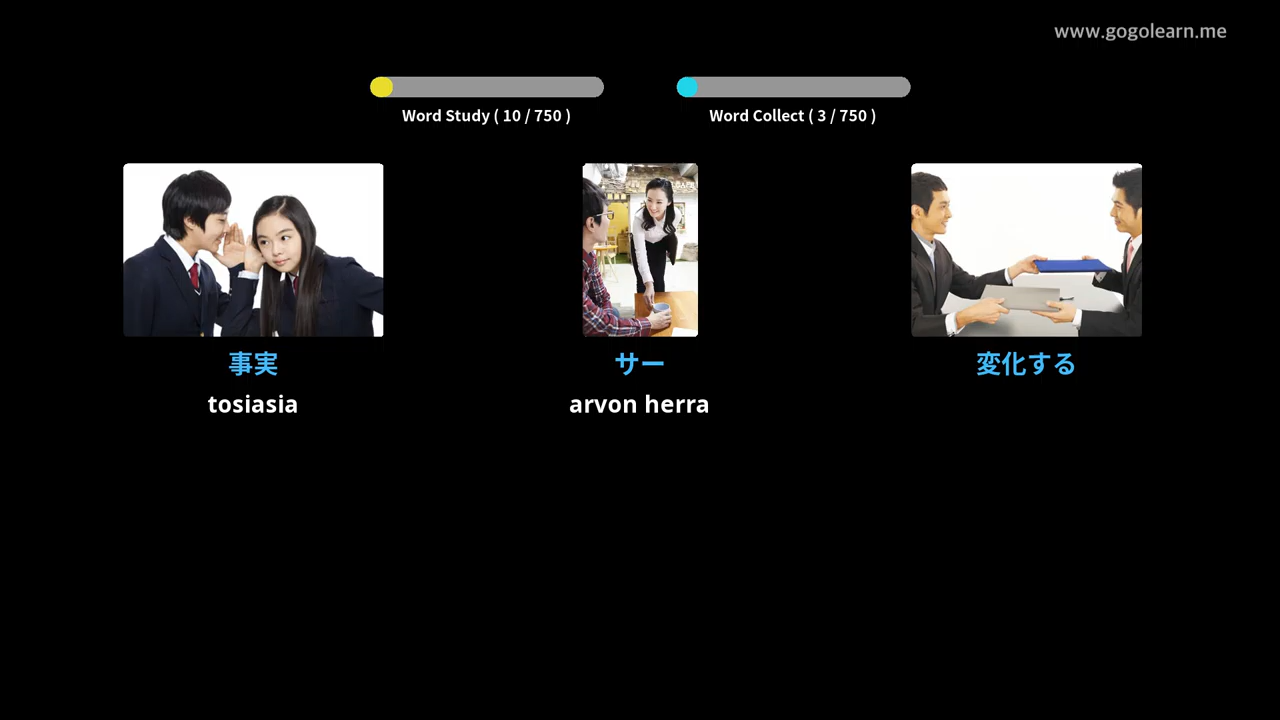 www.gogolearn.me
Word Study ( 10 / 750 )
Word Collect ( 3 / 750 )
事実
サー
変化する
tosiasia
arvon herra